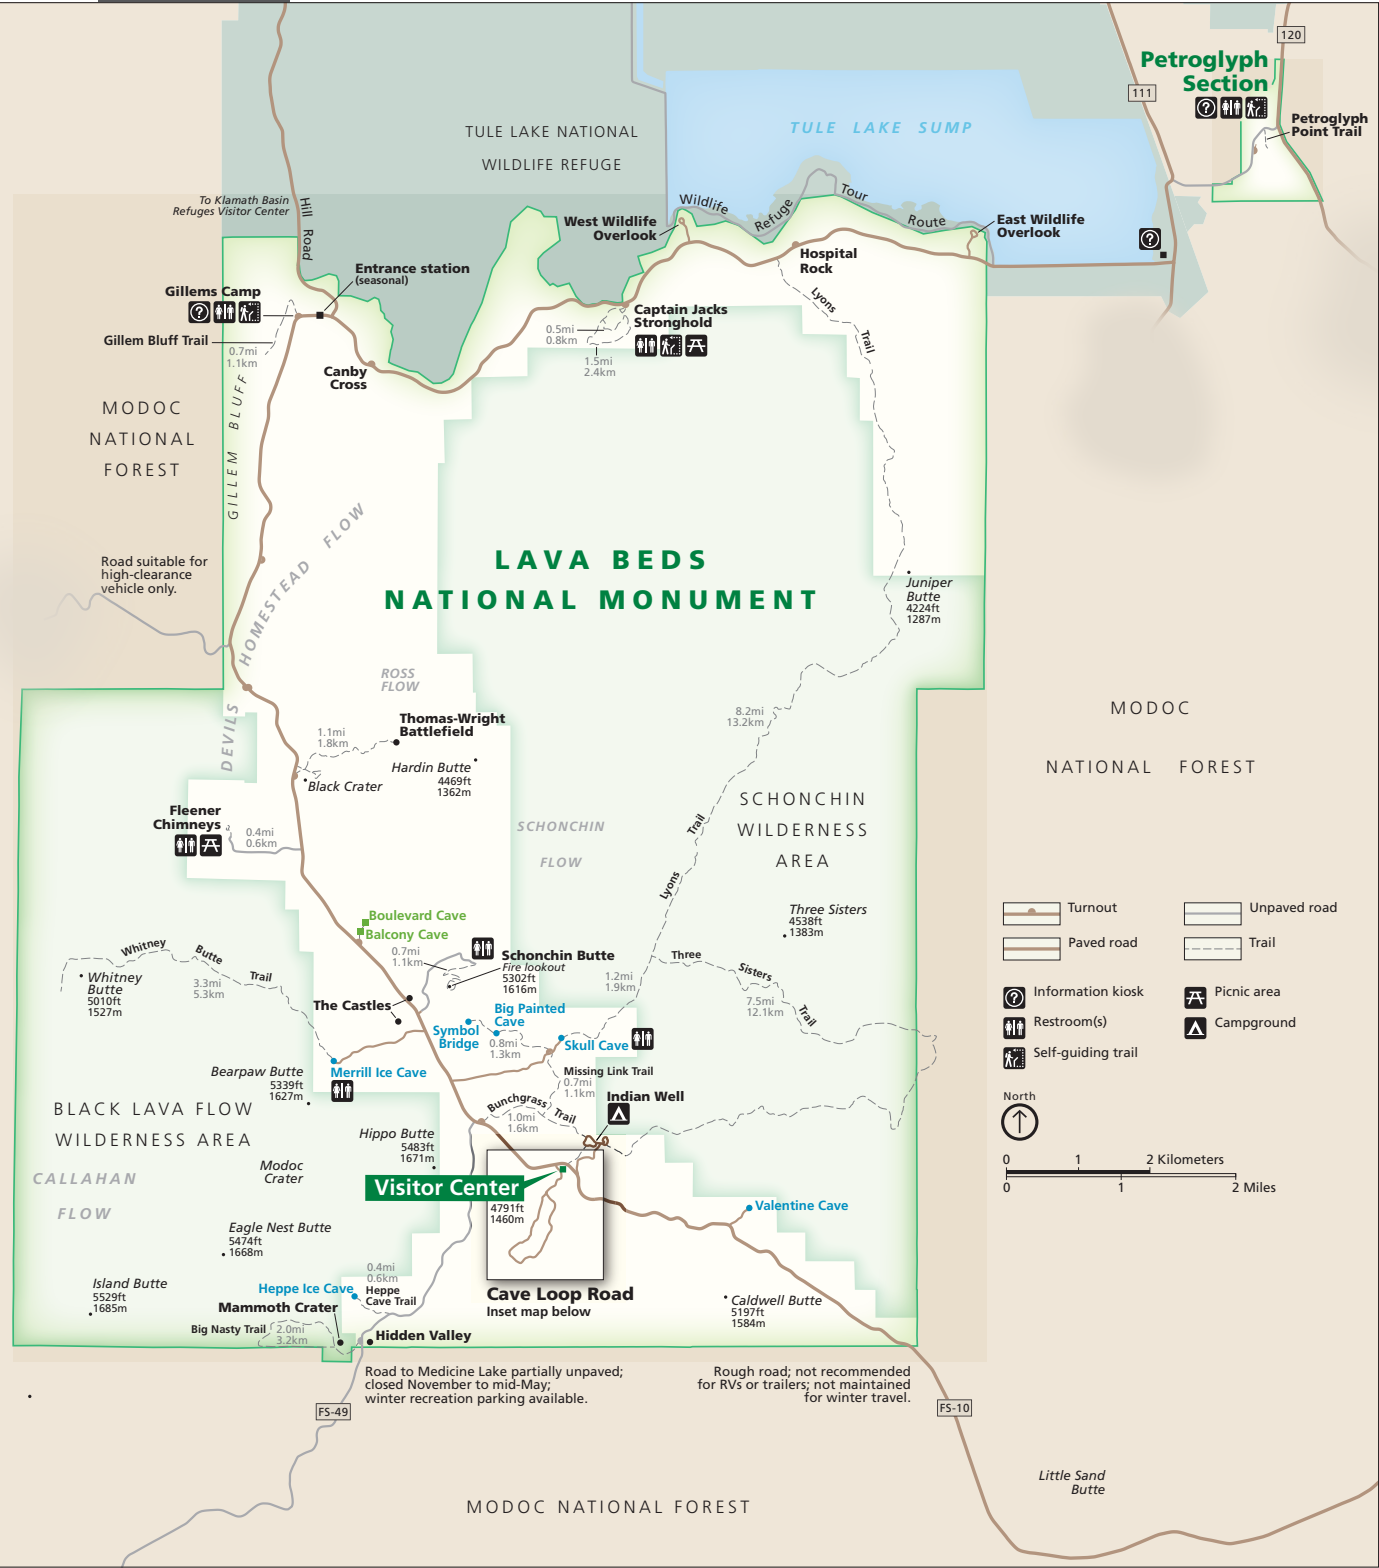 120
Petroglyph
Section
111
Petroglyph
Point Trail
TULE LAKE SUMP
TULE LAKE NATIONAL
WILDLIFE REFUGE
To Klamath Basin
Refuges Visitor Center
Hill Road
Wildlife Refuge Tour Route
West Wildlife
Overlook
East Wildlife
Overlook
Hospital
Rock
Entrance station
(seasonal)
Gillems Camp
Gillem Bluff Trail
0.7mi
1.1km
Captain Jacks
Stronghold
0.5mi
0.8km
1.5mi
2.4km
Lyons Trail
Canby
Cross
GILLEM BLUFF
MODOC
NATIONAL
FOREST
Road suitable for
high-clearance
vehicle only.
DEVILS HOMESTEAD FLOW
LAVA BEDS
NATIONAL MONUMENT
Juniper
Butte
4224ft
1287m
ROSS
FLOW
Thomas-Wright
Battlefield
1.1mi
1.8km
Hardin Butte
4469ft
1362m
Black Crater
8.2mi
13.2km
MODOC
NATIONAL FOREST
SCHONCHIN
WILDERNESS
AREA
Fleener
Chimneys
0.4mi
0.6km
SCHONCHIN
FLOW
Lyons Trail
Three Sisters
4538ft
1383m
Boulevard Cave
Balcony Cave
0.7mi
1.1km
Schonchin Butte
Fire lookout
5302ft
1616m
Whitney Butte Trail
Whitney
Butte
5010ft
1527m
3.3mi
5.3km
1.2mi
1.9km
Three Sisters Trail
7.5mi
12.1km
The Castles
Big Painted
Cave
Symbol
Bridge
0.8mi
1.3km
Skull Cave
Merrill Ice Cave
Missing Link Trail
0.7mi
1.1km
Bearpaw Butte
5339ft
1627m
Indian Well
Bunchgrass Trail
1.0mi
1.6km
BLACK LAVA FLOW
WILDERNESS AREA
Hippo Butte
5483ft
1671m
Modoc
Crater
CALLAHAN
FLOW
Visitor Center
4791ft
1460m
Valentine Cave
Eagle Nest Butte
5474ft
1668m
Island Butte
5529ft
1685m
Heppe Ice Cave
0.4mi
0.6km
Heppe
Cave Trail
Mammoth Crater
Big Nasty Trail
2.0mi
3.2km
Hidden Valley
Cave Loop Road
Inset map below
Caldwell Butte
5197ft
1584m
Road to Medicine Lake partially unpaved;
closed November to mid-May;
winter recreation parking available.
Rough road; not recommended
for RVs or trailers; not maintained
for winter travel.
FS-49
FS-10
Little Sand
Butte
MODOC NATIONAL FOREST
Turnout
Unpaved road
Paved road
Trail
Information kiosk
Picnic area
Restroom(s)
Campground
Self-guiding trail
North
0 1 2 Kilometers
0 1 2 Miles